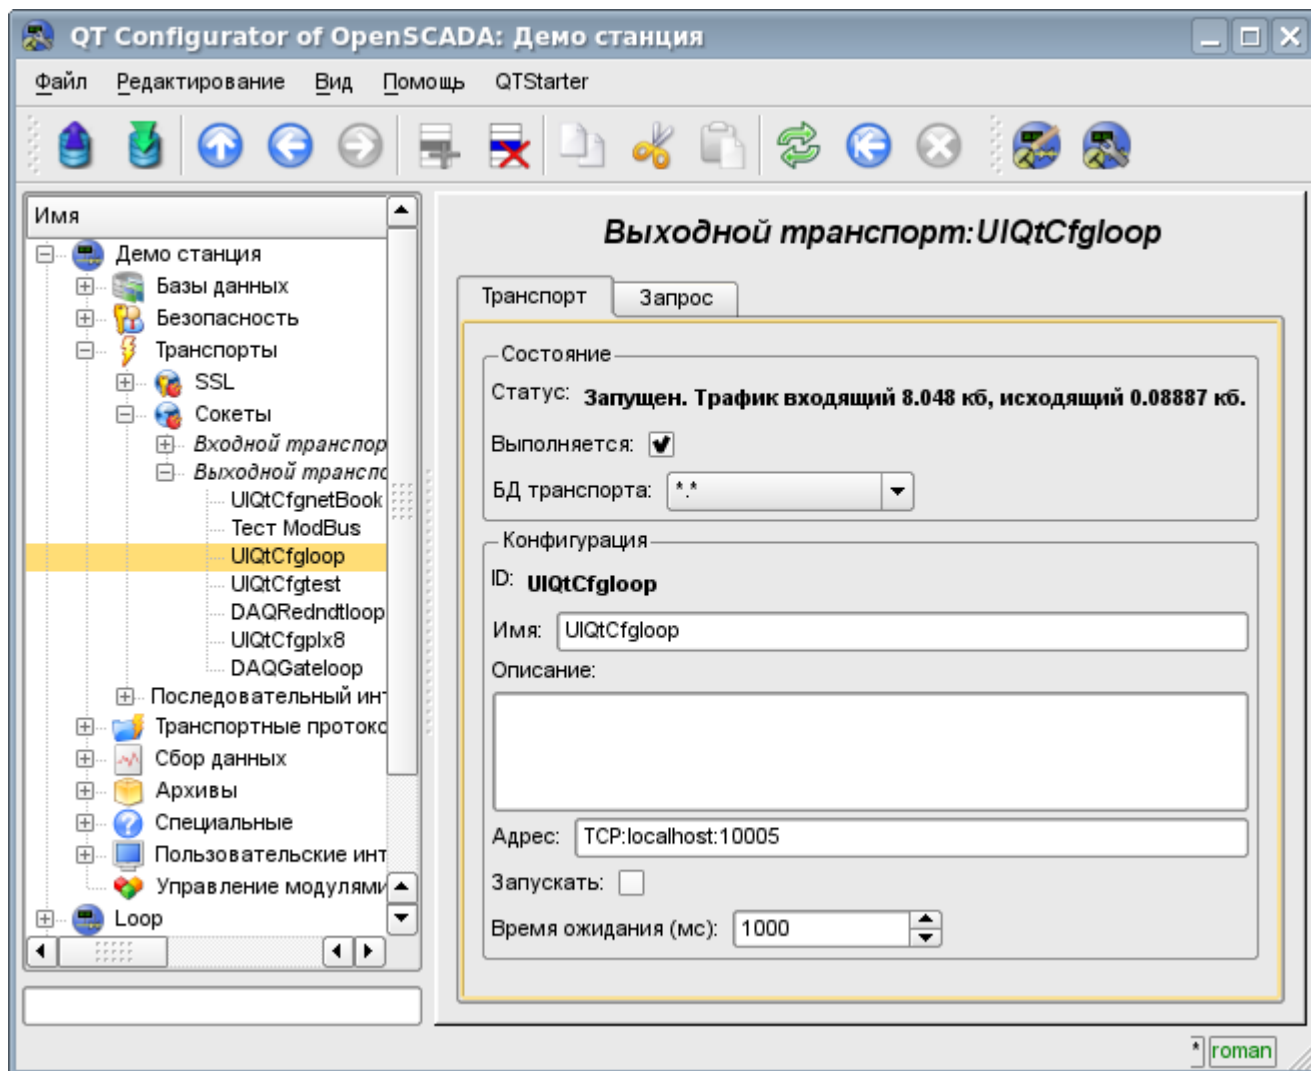 QT Configurator of OpenSCADA: Демо станция
Файл Редактирование Вид Помощь QTStarter
Имя
Демо станция
Базы данных
Безопасность
Транспорты
SSL
Сокеты
Входной транспор
Выходной транспо
UIQtCfgnetBook
Тест ModBus
UIQtCfgloop
UIQtCfgtest
DAQRedndtloop
UIQtCfgplx8
DAQGateloop
Последовательный инт
Транспортные протоко
Сбор данных
Архивы
Специальные
Пользовательские инт
Управление модулями
Loop
Выходной транспорт:UIQtCfgloop
Транспорт Запрос
Состояние
Статус: Запущен. Трафик входящий 8.048 кб, исходящий 0.08887 кб.
Выполняется:
БД транспорта: *.*
Конфигурация
ID: UIQtCfgloop
Имя: UIQtCfgloop
Описание:
Адрес: TCP:localhost:10005
Запускать:
Время ожидания (мс): 1000
* roman